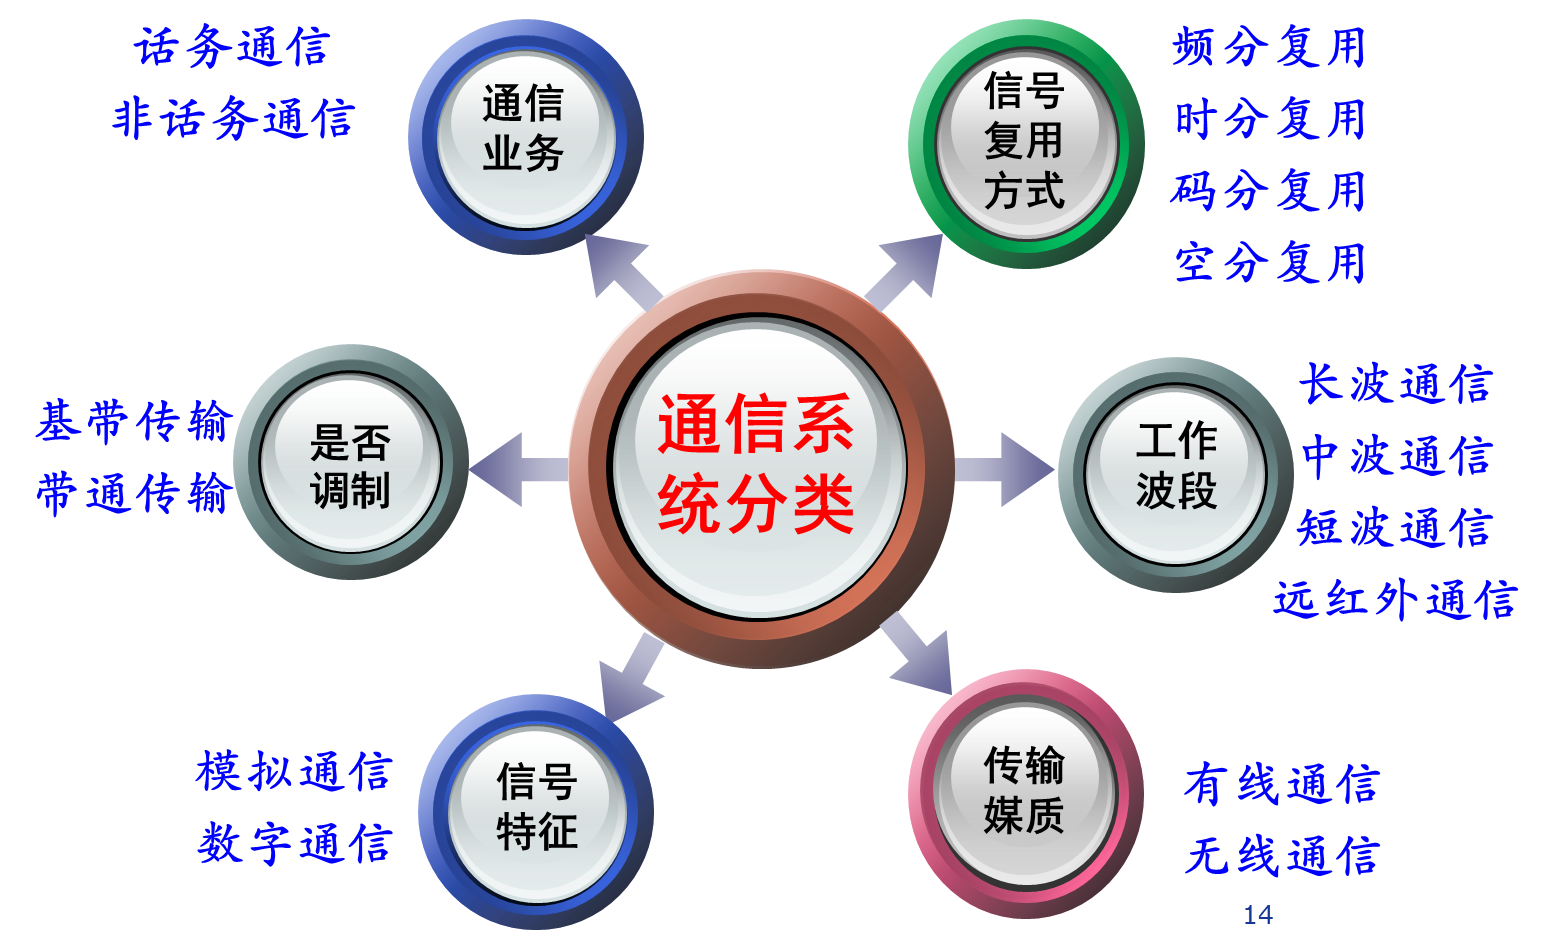 话务通信
非话务通信
通信
业务
信号
复用
方式
频分复用
时分复用
码分复用
空分复用
基带传输
带通传输
是否
调制
通信系
统分类
工作
波段
长波通信
中波通信
短波通信
远红外通信
模拟通信
数字通信
信号
特征
传输
媒质
有线通信
无线通信
14